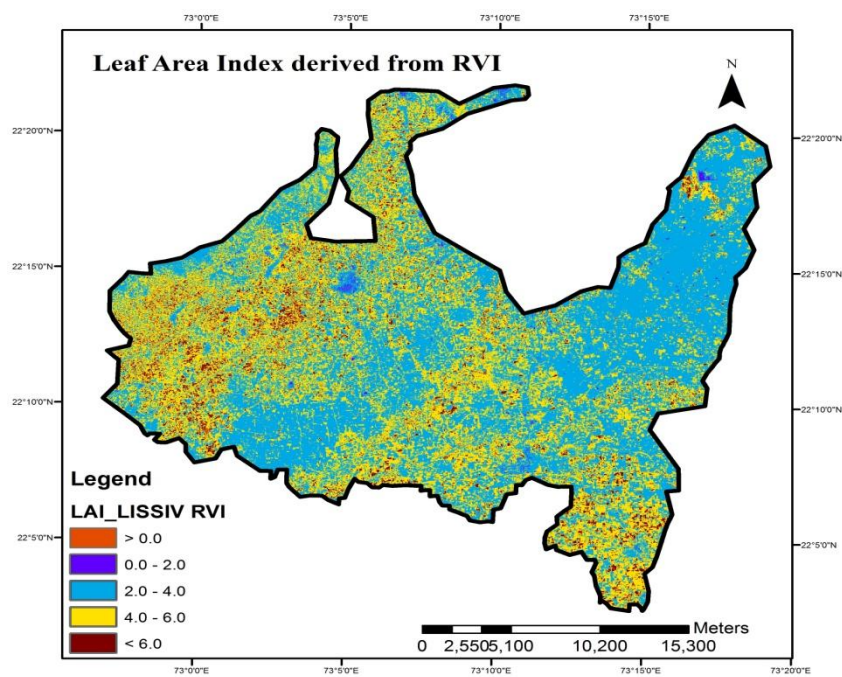 73°0'0"E 73°5'0"E 73°10'0"E 73°15'0"E
Leaf Area Index derived from RVI
N
22°20'0"N 22°20'0"N
22°15'0"N 22°15'0"N
22°10'0"N 22°10'0"N
22°5'0"N 22°5'0"N
Legend
LAI_LISSIV RVI
> 0.0
0.0 - 2.0
2.0 - 4.0
4.0 - 6.0
< 6.0
Meters
0 2,5505,100 10,200 15,300
73°0'0"E 73°5'0"E 73°10'0"E 73°15'0"E 73°20'0"E